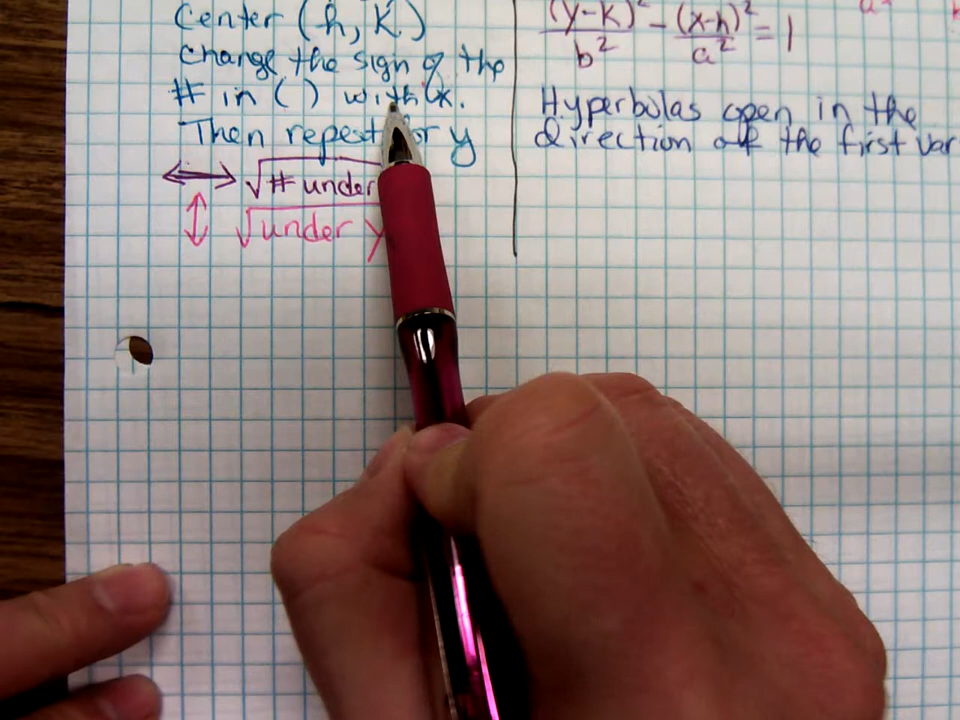 Center (h, K)
change the sign of the
# in ( ) with x.
Then repeat for y
↔ √# under
↕ √under y
(y-K)²/b² - (x-h)²/a² = 1
Hyperbolas open in the
direction of the first var